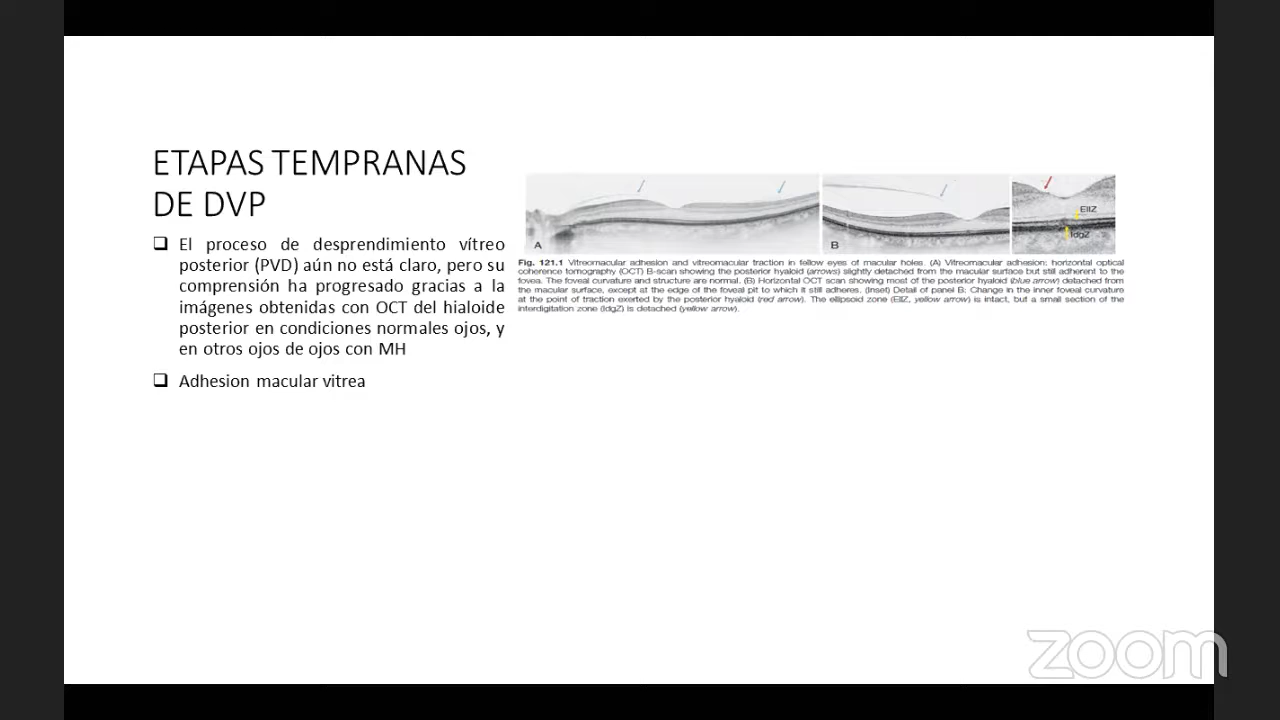 ETAPAS TEMPRANAS
DE DVP
❑ El proceso de desprendimiento vítreo
posterior (PVD) aún no está claro, pero su
comprensión ha progresado gracias a la
imágenes obtenidas con OCT del hialoide
posterior en condiciones normales ojos, y
en otros ojos de ojos con MH
❑ Adhesion macular vitrea
A
B
EllZ
IdgZ
Fig. 121.1 Vitreomacular adhesion and vitreomacular traction in fellow eyes of macular holes. (A) Vitreomacular adhesion: horizontal optical
coherence tomography (OCT) B-scan showing the posterior hyaloid (arrows) slightly detached from the macular surface but still adherent to the
fovea. The foveal curvature and structure are normal. (B) Horizontal OCT scan showing most of the posterior hyaloid (blue arrow) detached from
the macular surface, except at the edge of the foveal pit to which it still adheres. (Inset) Detail of panel B: Change in the inner foveal curvature
at the point of traction exerted by the posterior hyaloid (red arrow). The ellipsoid zone (EllZ, yellow arrow) is intact, but a small section of the
interdigitation zone (IdgZ) is detached (yellow arrow).
zoom